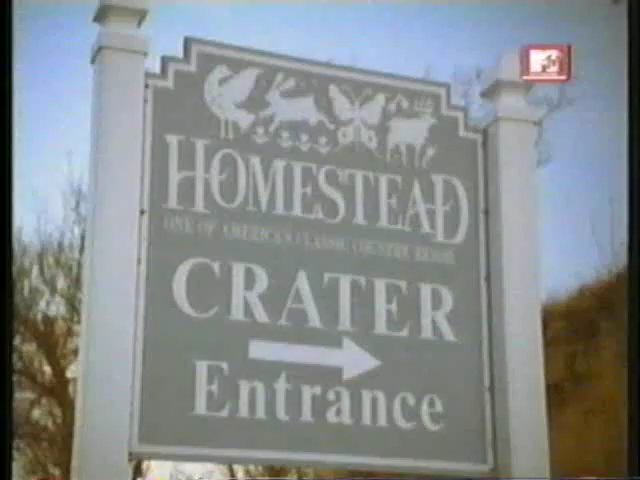 HOMESTEAD
ONE OF AMERICA'S CLASSIC COUNTRY RESORTS
CRATER
Entrance